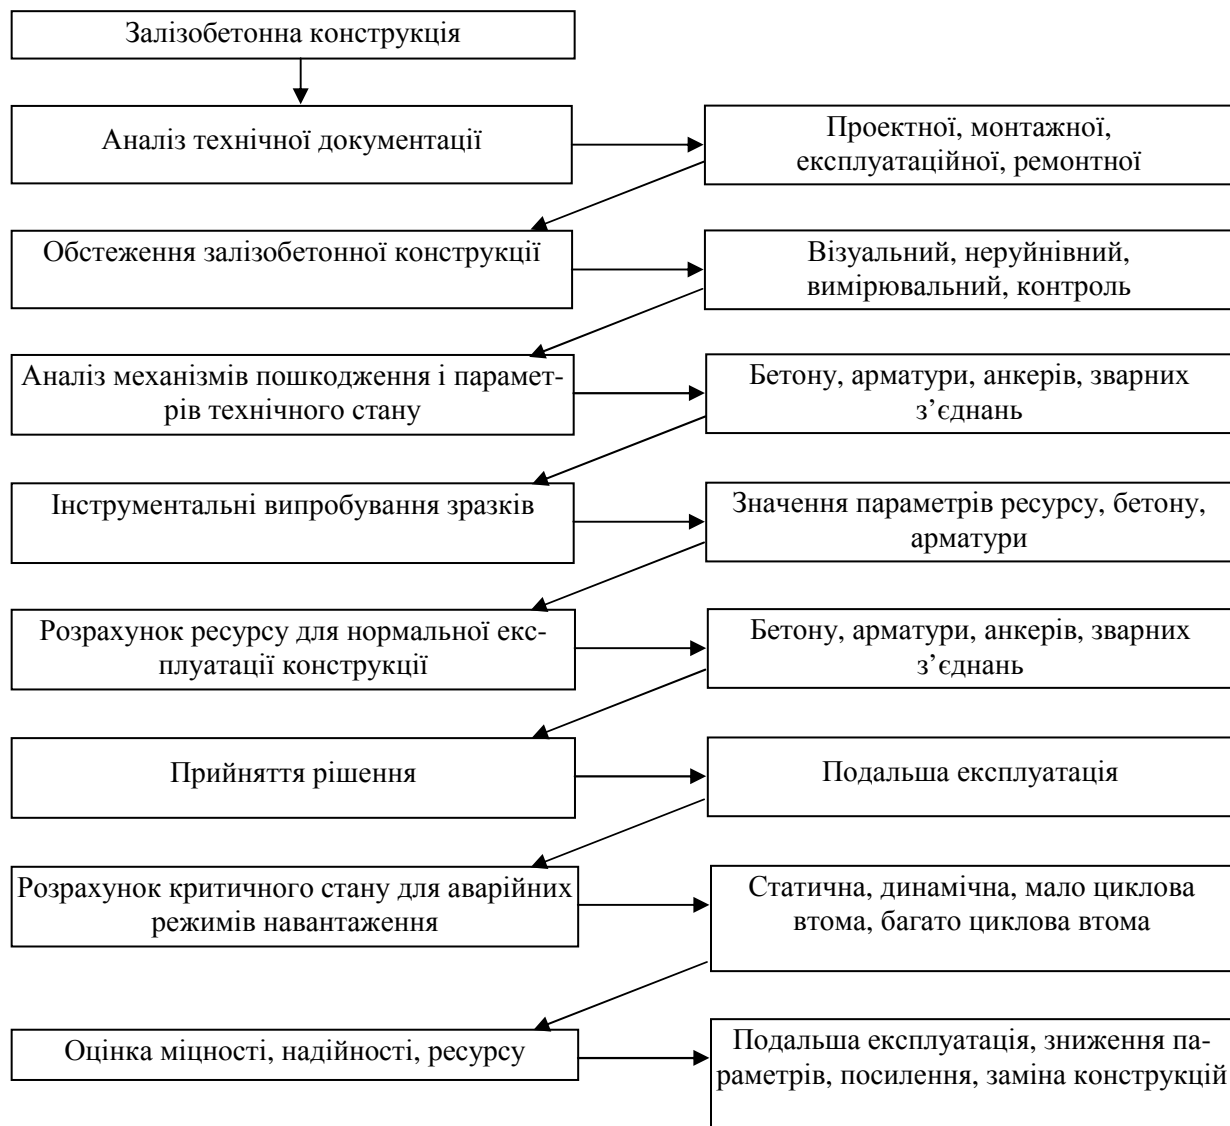 Залізобетонна конструкція
Аналіз технічної документації
Проектної, монтажної,
експлуатаційної, ремонтної
Обстеження залізобетонної конструкції
Візуальний, неруйнівний,
вимірювальний, контроль
Аналіз механізмів пошкодження і парамет-
рів технічного стану
Бетону, арматури, анкерів, зварних
з’єднань
Інструментальні випробування зразків
Значення параметрів ресурсу, бетону,
арматури
Розрахунок ресурсу для нормальної екс-
плуатації конструкції
Бетону, арматури, анкерів, зварних
з’єднань
Прийняття рішення
Подальша експлуатація
Розрахунок критичного стану для аварійних
режимів навантаження
Статична, динамічна, мало циклова
втома, багато циклова втома
Оцінка міцності, надійності, ресурсу
Подальша експлуатація, зниження па-
раметрів, посилення, заміна конструкцій